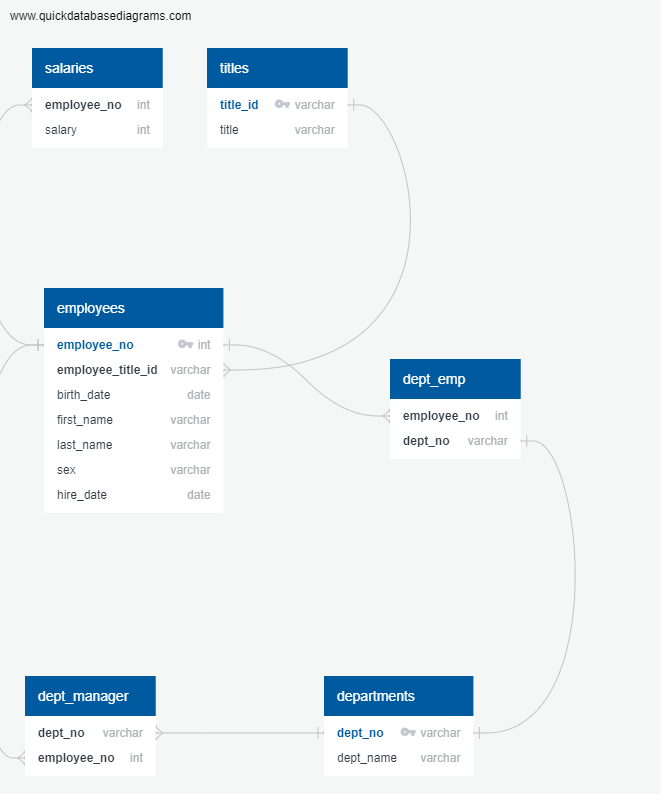 www.quickdatabasediagrams.com
salaries
employee_no int
salary int
titles
title_id varchar
title varchar
employees
employee_no int
employee_title_id varchar
birth_date date
first_name varchar
last_name varchar
sex varchar
hire_date date
dept_emp
employee_no int
dept_no varchar
dept_manager
dept_no varchar
employee_no int
departments
dept_no varchar
dept_name varchar